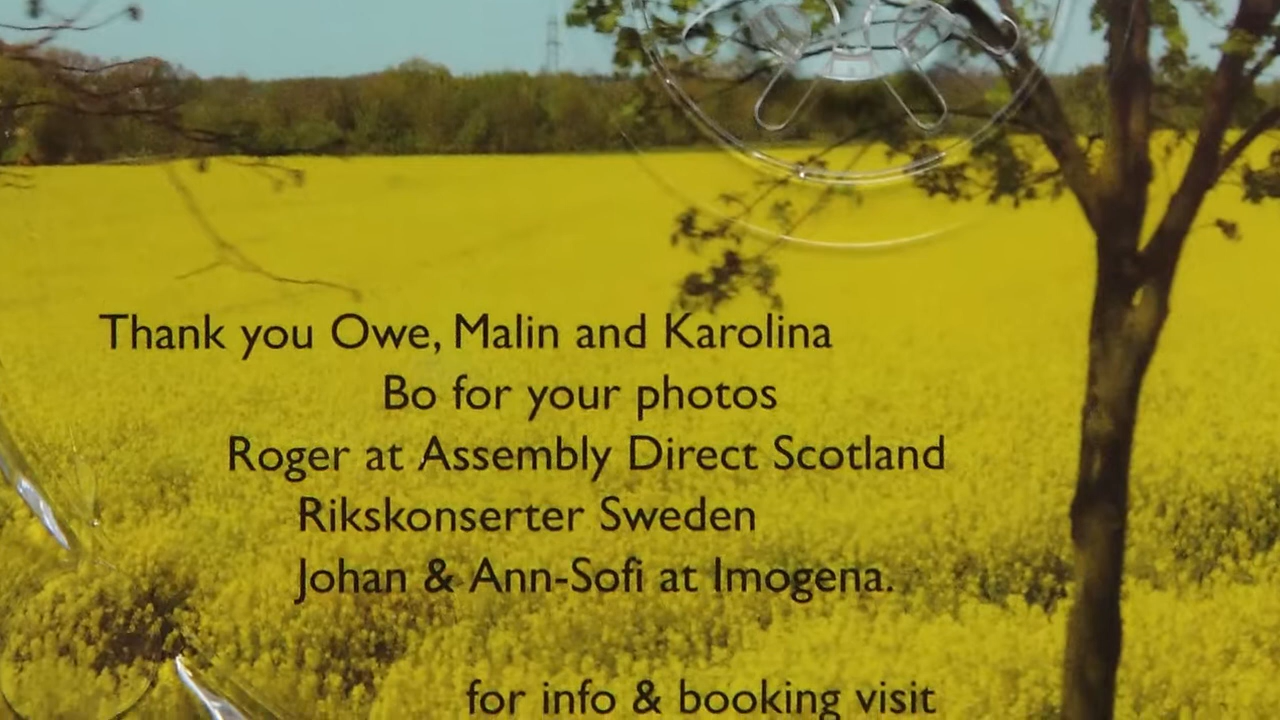 Thank you Owe, Malin and Karolina
Bo for your photos
Roger at Assembly Direct Scotland
Rikskonserter Sweden
Johan & Ann-Sofi at Imogena.
for info & booking visit